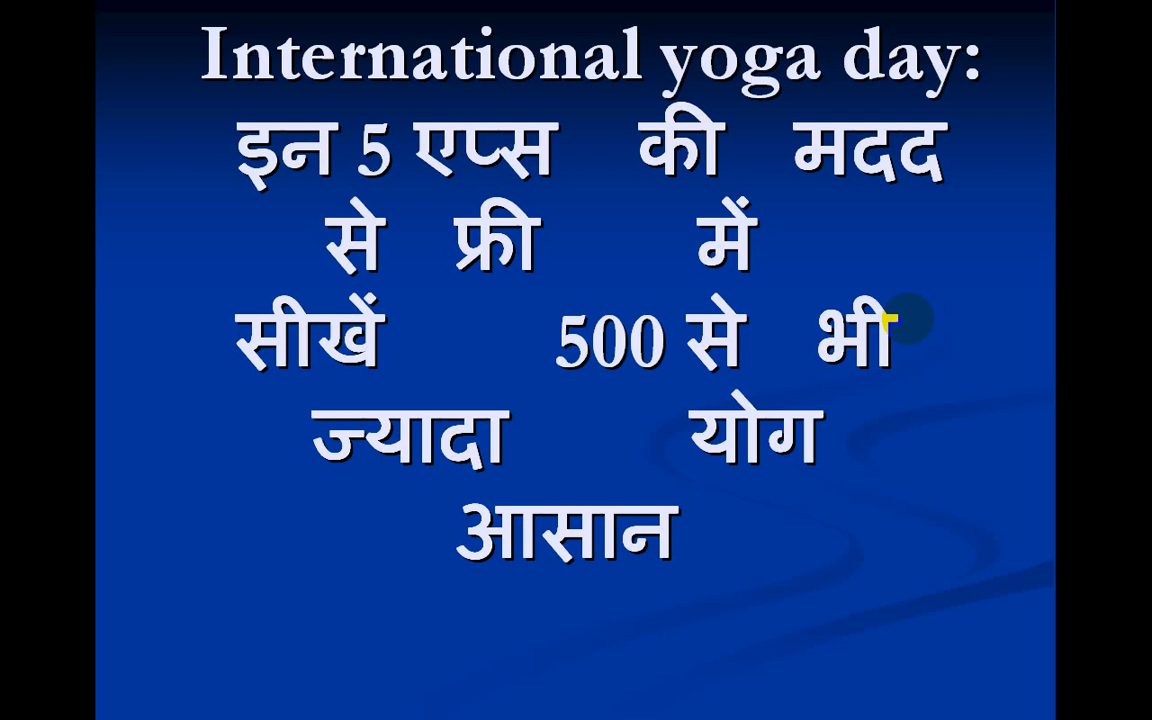 International yoga day:
इन 5 एप्स की मदद
से फ्री में
सीखें 500 से भी
ज्यादा योग
आसान